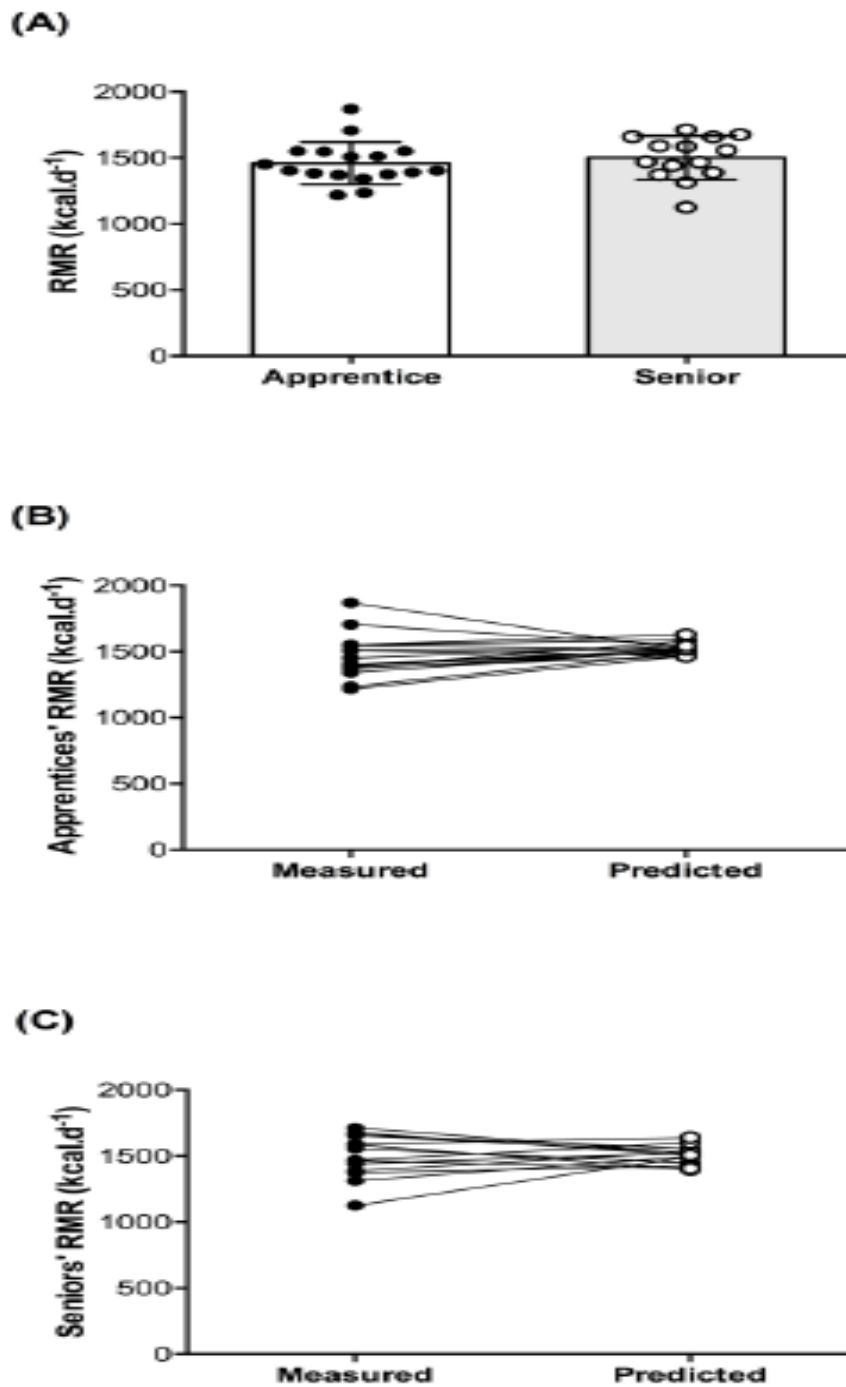 (A)
RMR (kcal.d-1)
2000
1500
1000
500
0
Apprentice Senior
(B)
Apprentices' RMR (kcal.d-1)
2000
1500
1000
500
0
Measured Predicted
(C)
Seniors' RMR (kcal.d-1)
2000
1500
1000
500
0
Measured Predicted